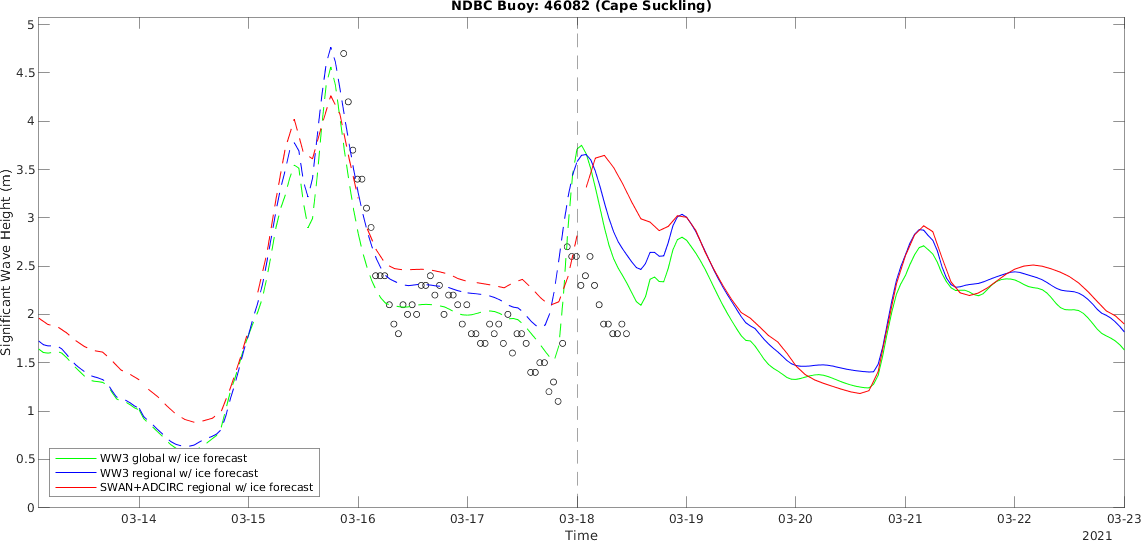 NDBC Buoy: 46082 (Cape Suckling)
5
4.5
4
3.5
3
2.5
2
1.5
1
0.5
0
Significant Wave Height (m)
WW3 global w/ ice forecast
WW3 regional w/ ice forecast
SWAN+ADCIRC regional w/ ice forecast
03-14 03-15 03-16 03-17 03-18 03-19 03-20 03-21 03-22 03-23
Time
2021